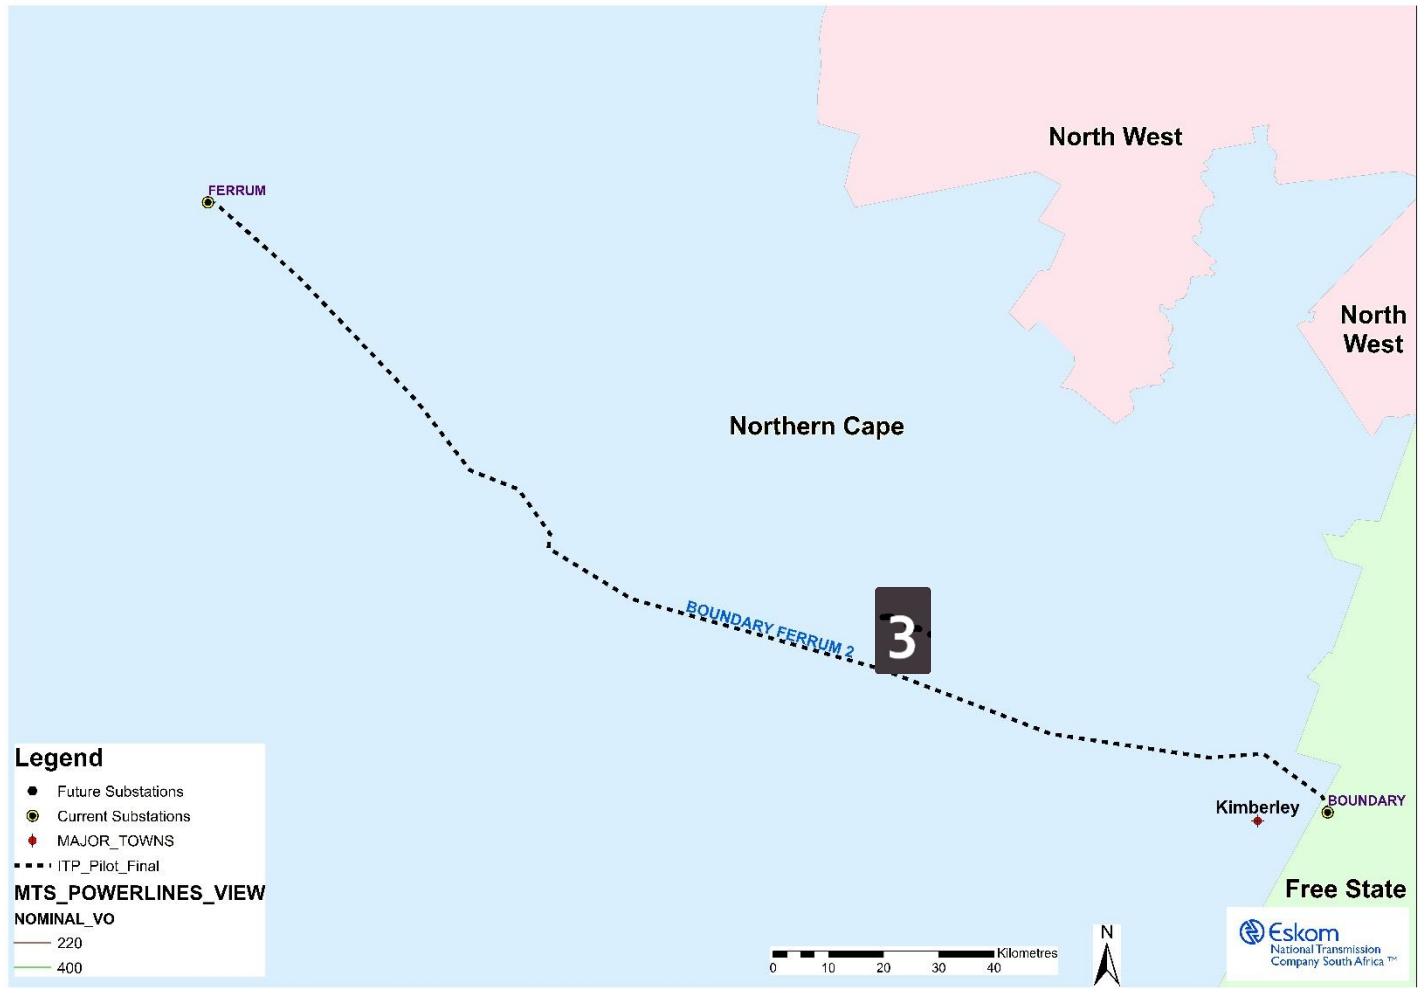 North West
FERRUM
North
West
Northern Cape
BOUNDARY FERRUM 2
3
BOUNDARY
Kimberley
Free State
Legend
Future Substations
Current Substations
MAJOR_TOWNS
ITP_Pilot_Final
MTS_POWERLINES_VIEW
NOMINAL_VO
220
400
Kilometres
0 10 20 30 40
N
Eskom
National Transmission
Company South Africa ™